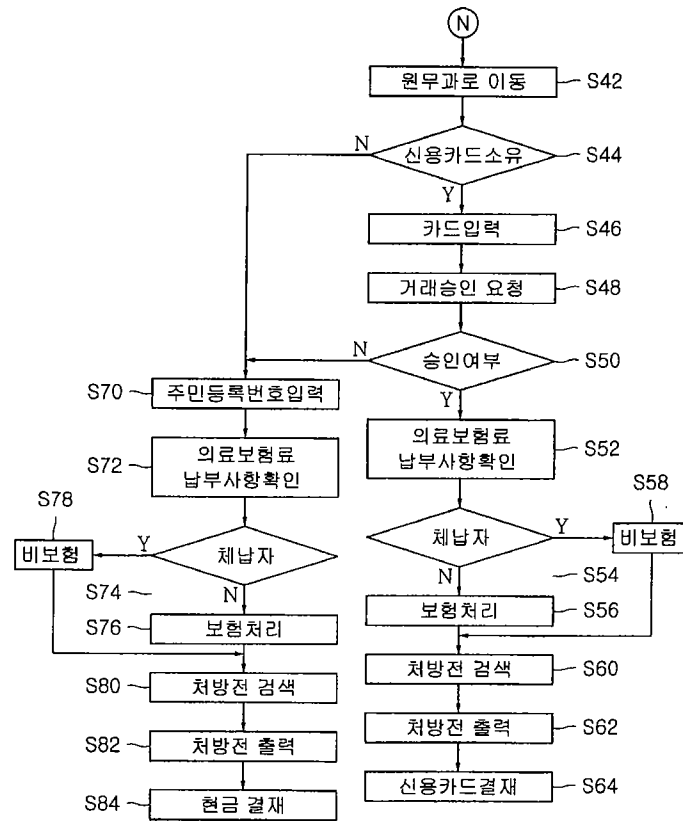 N
원무과로 이동
S42
N
신용카드소유
S44
Y
카드입력
S46
거래승인 요청
S48
N
승인여부
S50
Y
S70
주민등록번호입력
의료보험료
납부사항확인
S52
S72
의료보험료
납부사항확인
S78
비보험
Y
체납자
S74
N
체납자
Y
S58
비보험
S54
N
S76
보험처리
보험처리
S56
S80
처방전 검색
처방전 검색
S60
S82
처방전 출력
처방전 출력
S62
S84
현금 결재
신용카드결재
S64